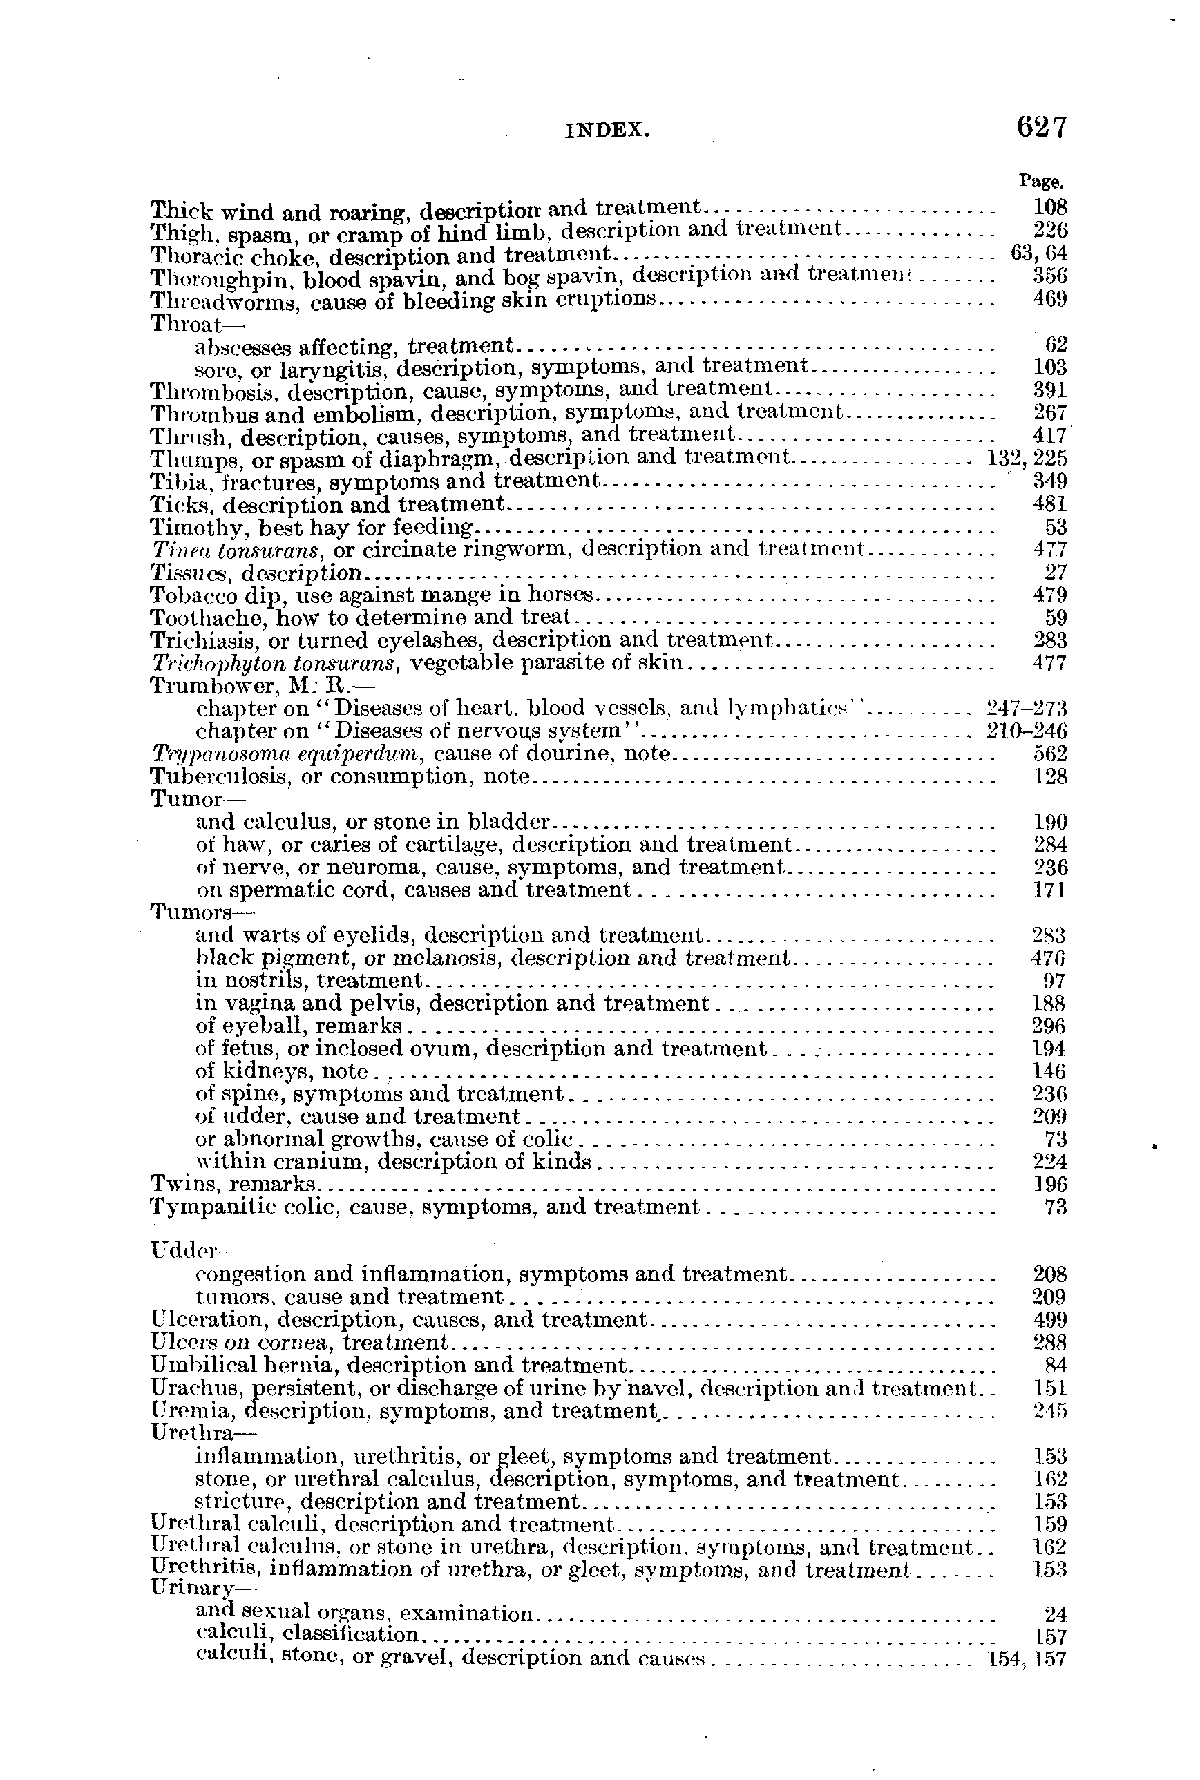 INDEX. 627
Page.
Thick wind and roaring, description and treatment 108
Thigh, spasm, or cramp of hind limb, description and treatment 226
Thoracic choke, description and treatment 63, 64
Thoroughpin, blood spavin, and bog spavin, description and treatment 356
Threadworms, cause of bleeding skin eruptions 469
Throat—
abscesses affecting, treatment 62
sore, or laryngitis, description, symptoms, and treatment 103
Thrombosis, description, cause, symptoms, and treatment 391
Thrombus and embolism, description, symptoms, and treatment 267
Thrush, description, causes, symptoms, and treatment 417
Thumps, or spasm of diaphragm, description and treatment 132, 225
Tibia, fractures, symptoms and treatment 349
Ticks, description and treatment 481
Timothy, best hay for feeding 53
Tinea tonsurans, or circinate ringworm, description and treatment 477
Tissues, description 27
Tobacco dip, use against mange in horses 479
Toothache, how to determine and treat 59
Trichiasis, or turned eyelashes, description and treatment 283
Trichophyton tonsurans, vegetable parasite of skin 477
Trumbower, M. R.—
chapter on "Diseases of heart, blood vessels, and lymphatics" 247–273
chapter on "Diseases of nervous system" 210–246
Trypanosoma equiperdum, cause of dourine, note 562
Tuberculosis, or consumption, note 128
Tumor—
and calculus, or stone in bladder 190
of haw, or caries of cartilage, description and treatment 284
of nerve, or neuroma, cause, symptoms, and treatment 236
on spermatic cord, causes and treatment 171
Tumors—
and warts of eyelids, description and treatment 283
black pigment, or melanosis, description and treatment 476
in nostrils, treatment 97
in vagina and pelvis, description and treatment 188
of eyeball, remarks 296
of fetus, or inclosed ovum, description and treatment 194
of kidneys, note 146
of spine, symptoms and treatment 236
of udder, cause and treatment 209
or abnormal growths, cause of colic 73
within cranium, description of kinds 224
Twins, remarks 196
Tympanitic colic, cause, symptoms, and treatment 73
Udder—
congestion and inflammation, symptoms and treatment 208
tumors, cause and treatment 209
Ulceration, description, causes, and treatment 499
Ulcers on cornea, treatment 288
Umbilical hernia, description and treatment 84
Urachus, persistent, or discharge of urine by navel, description and treatment 151
Uremia, description, symptoms, and treatment 245
Urethra—
inflammation, urethritis, or gleet, symptoms and treatment 153
stone, or urethral calculus, description, symptoms, and treatment 162
stricture, description and treatment 153
Urethral calculi, description and treatment 159
Urethral calculus, or stone in urethra, description, symptoms, and treatment 162
Urethritis, inflammation of urethra, or gleet, symptoms, and treatment 153
Urinary—
and sexual organs, examination 24
calculi, classification 157
calculi, stone, or gravel, description and causes 154, 157